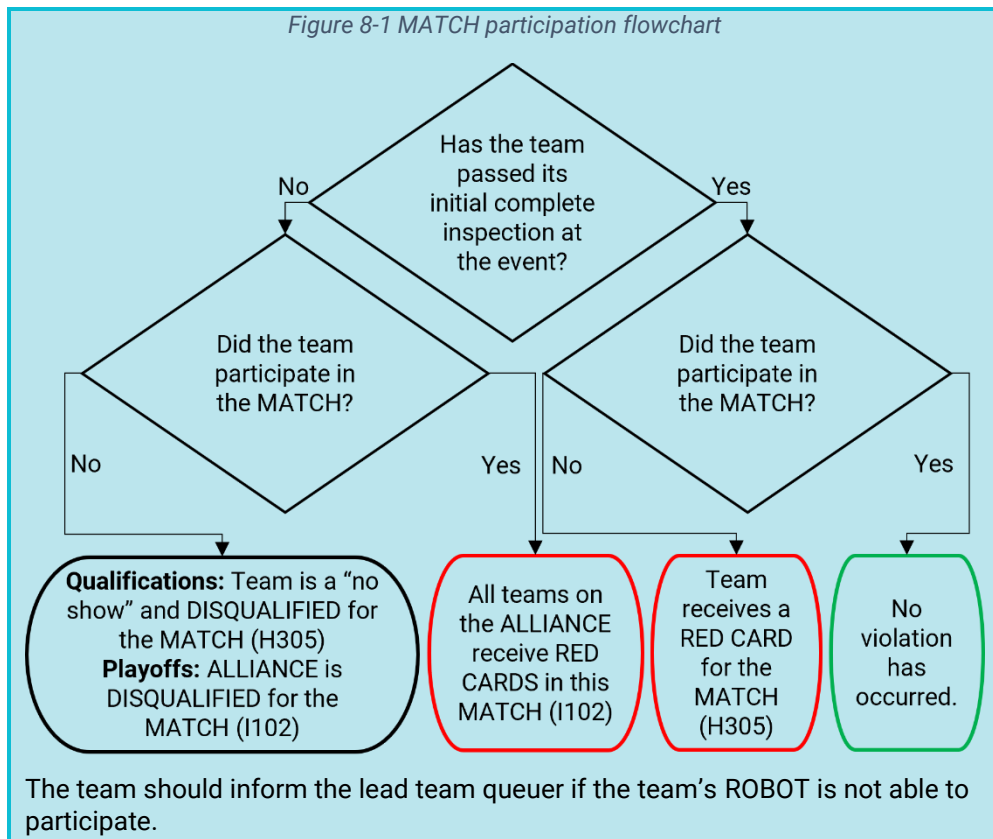 Figure 8-1 MATCH participation flowchart
Has the team
passed its
initial complete
inspection at
the event?
No
Yes
Did the team
participate in
the MATCH?
Did the team
participate in
the MATCH?
No
Yes
No
Yes
Qualifications: Team is a “no
show” and DISQUALIFIED for
the MATCH (H305)
Playoffs: ALLIANCE is
DISQUALIFIED for the
MATCH (I102)
All teams on
the ALLIANCE
receive RED
CARDS in this
MATCH (I102)
Team
receives a
RED CARD
for the
MATCH
(H305)
No
violation
has
occurred.
The team should inform the lead team queuer if the team’s ROBOT is not able to
participate.